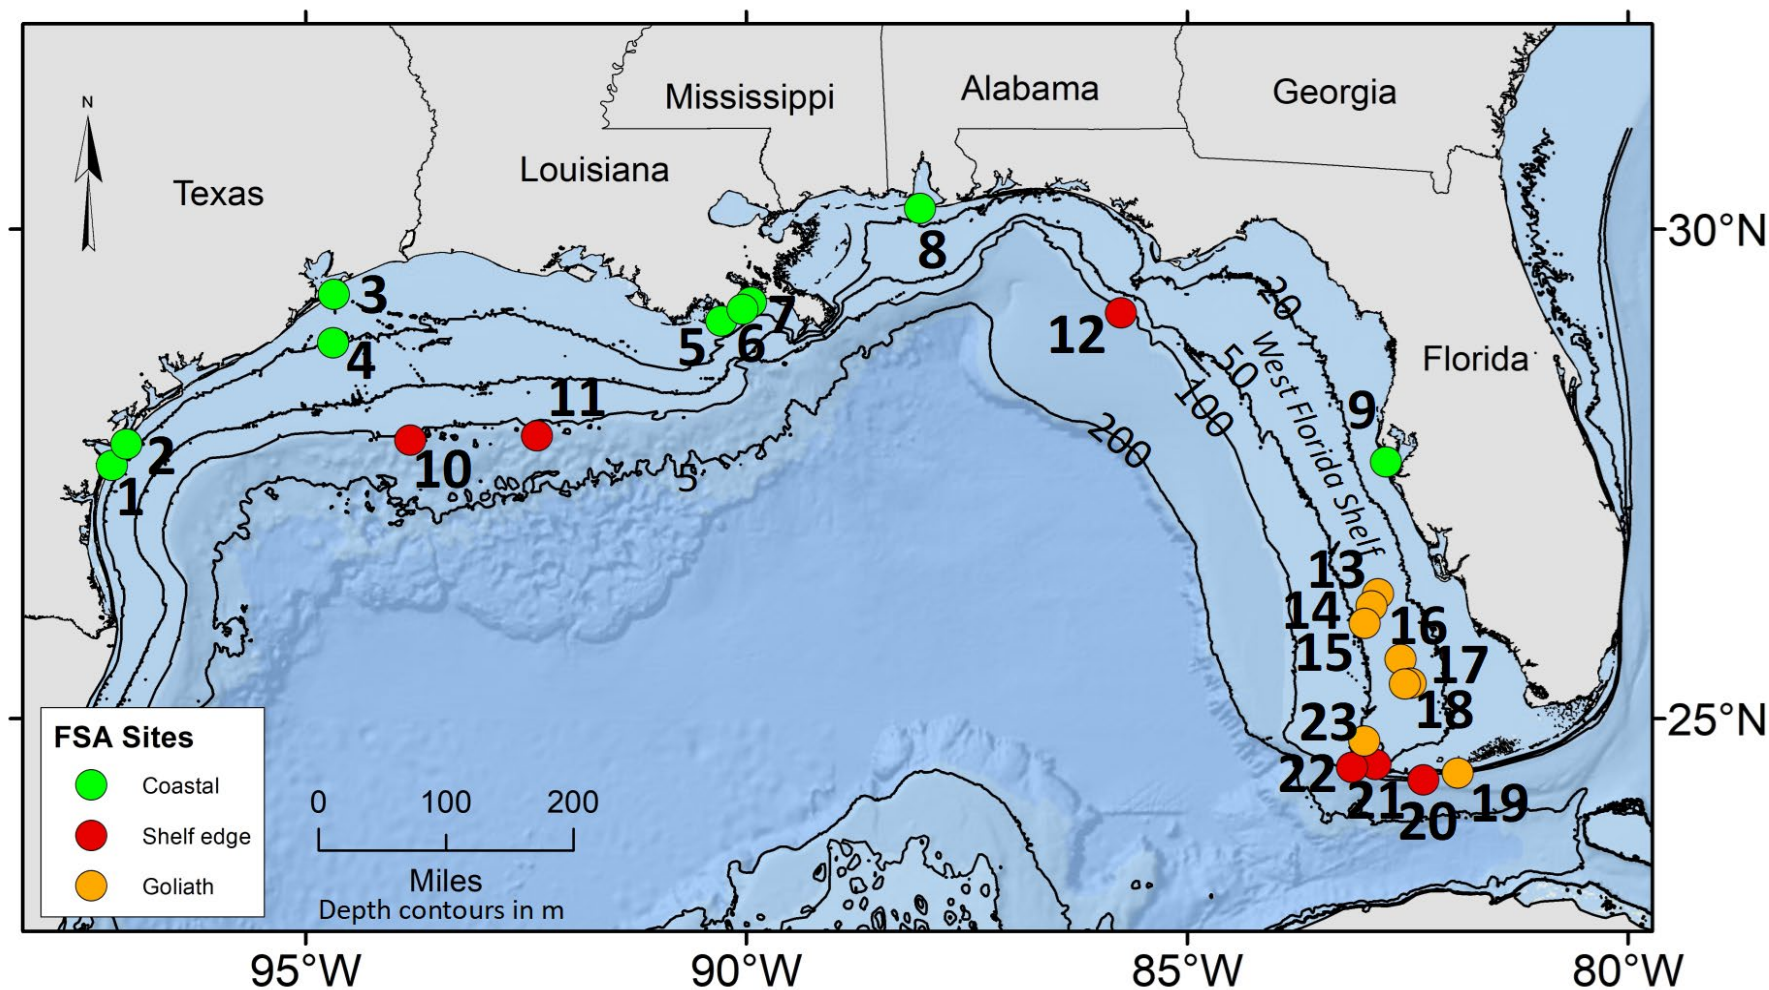 N
Mississippi
Alabama
Georgia
Louisiana
Texas
30°N
8
3
20
7
5
6
12
4
Florida
50
West Florida Shelf
11
100
9
200
2
10
5
1
13
14
16
15
17
18
25°N
23
22
21
20
19
FSA Sites
Coastal
Shelf edge
Goliath
0 100 200
Miles
Depth contours in m
95°W 90°W 85°W 80°W